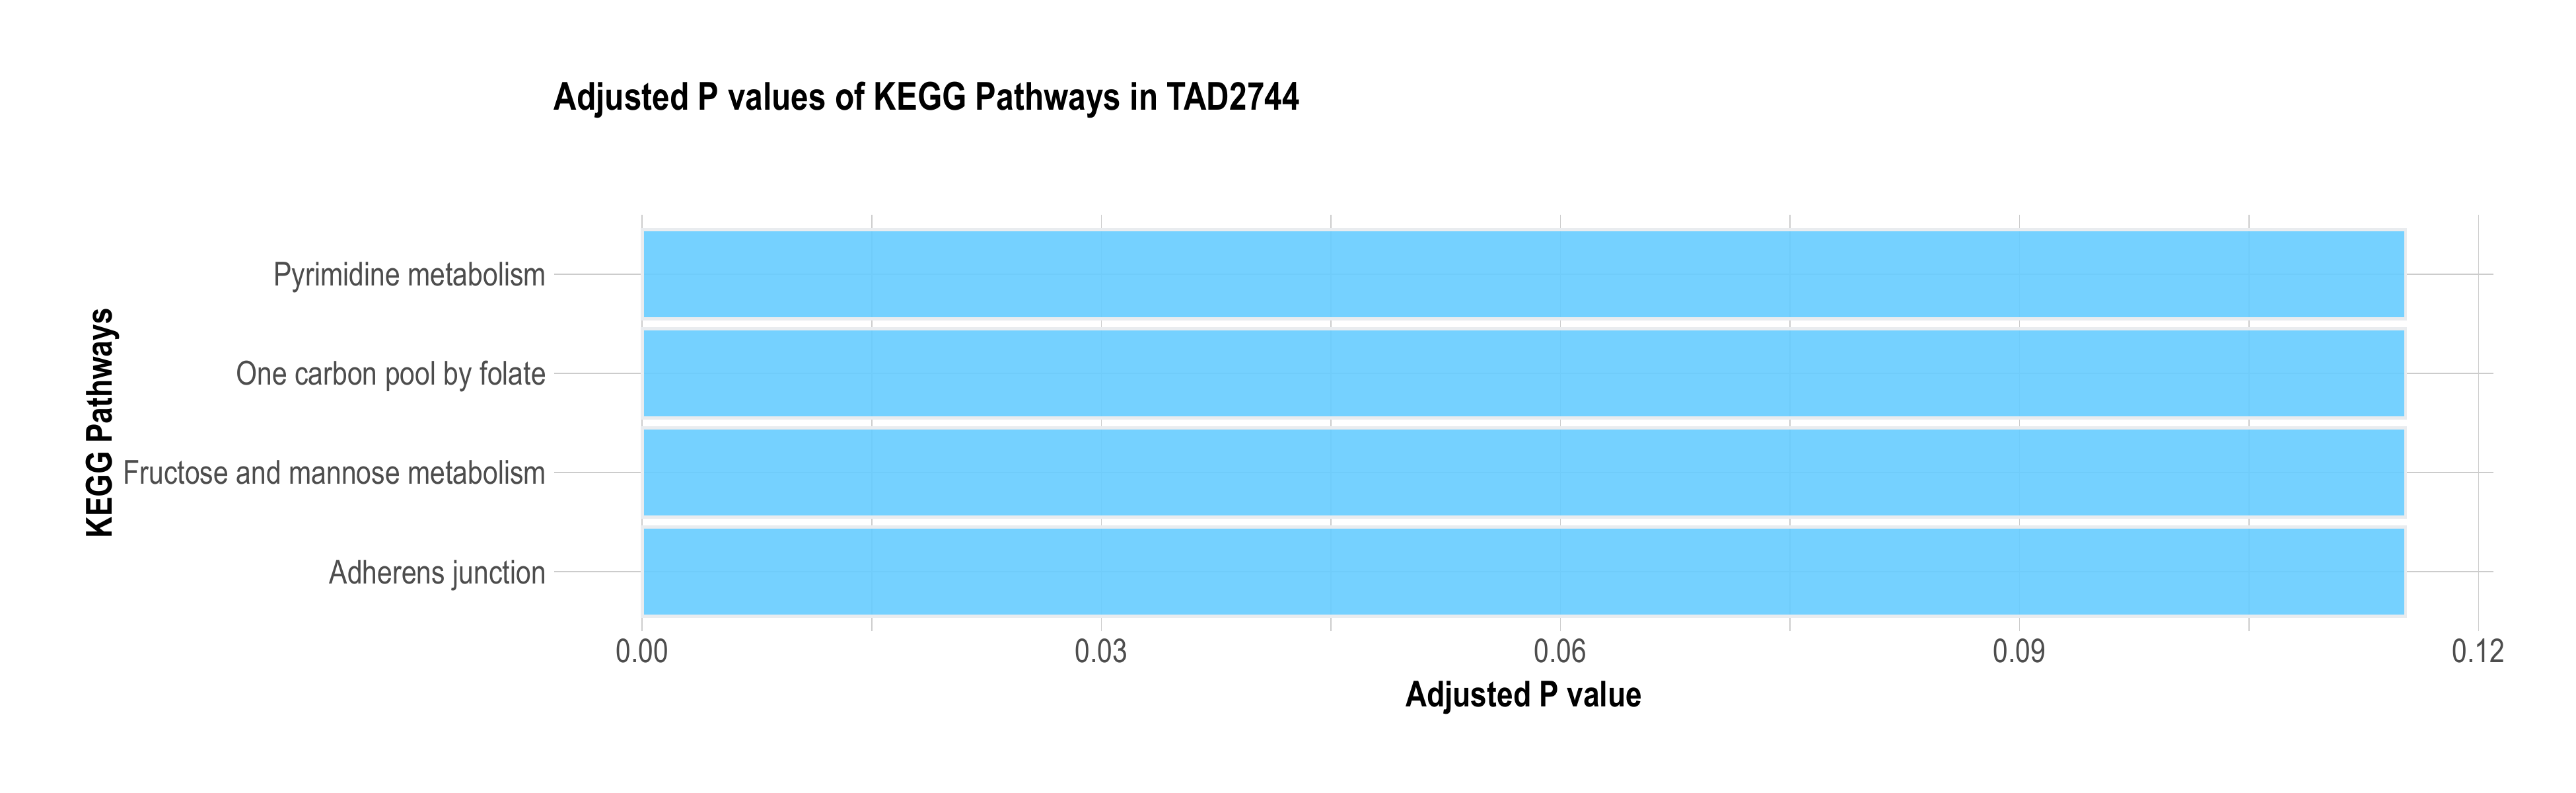 Adjusted P values of KEGG Pathways in TAD2744
KEGG Pathways
Pyrimidine metabolism
One carbon pool by folate
Fructose and mannose metabolism
Adherens junction
0.00
0.03
0.06
0.09
0.12
Adjusted P value